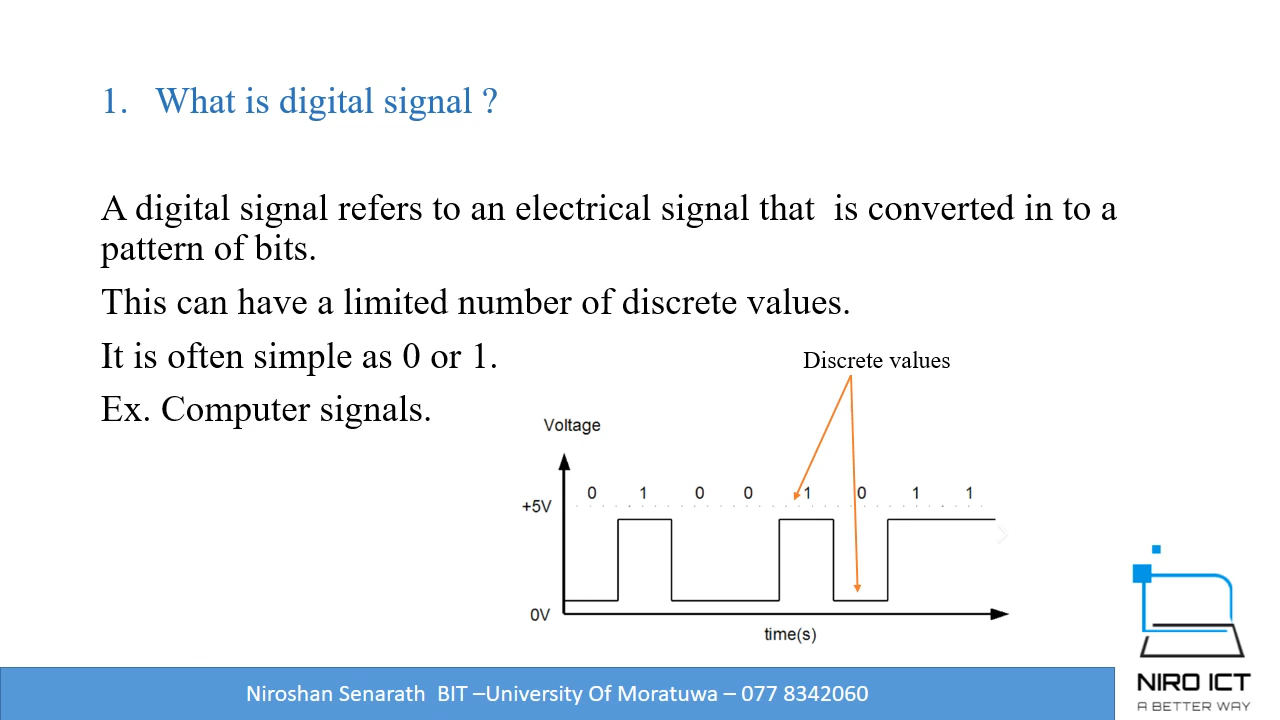 1. What is digital signal ?
A digital signal refers to an electrical signal that  is converted in to a
pattern of bits.
This can have a limited number of discrete values.
It is often simple as 0 or 1.
Discrete values
Ex. Computer signals.
Voltage
0 1 0 0 1 0 1 1
+5V
0V
time(s)
Niroshan Senarath  BIT –University Of Moratuwa – 077 8342060
NIRO ICT
A BETTER WAY